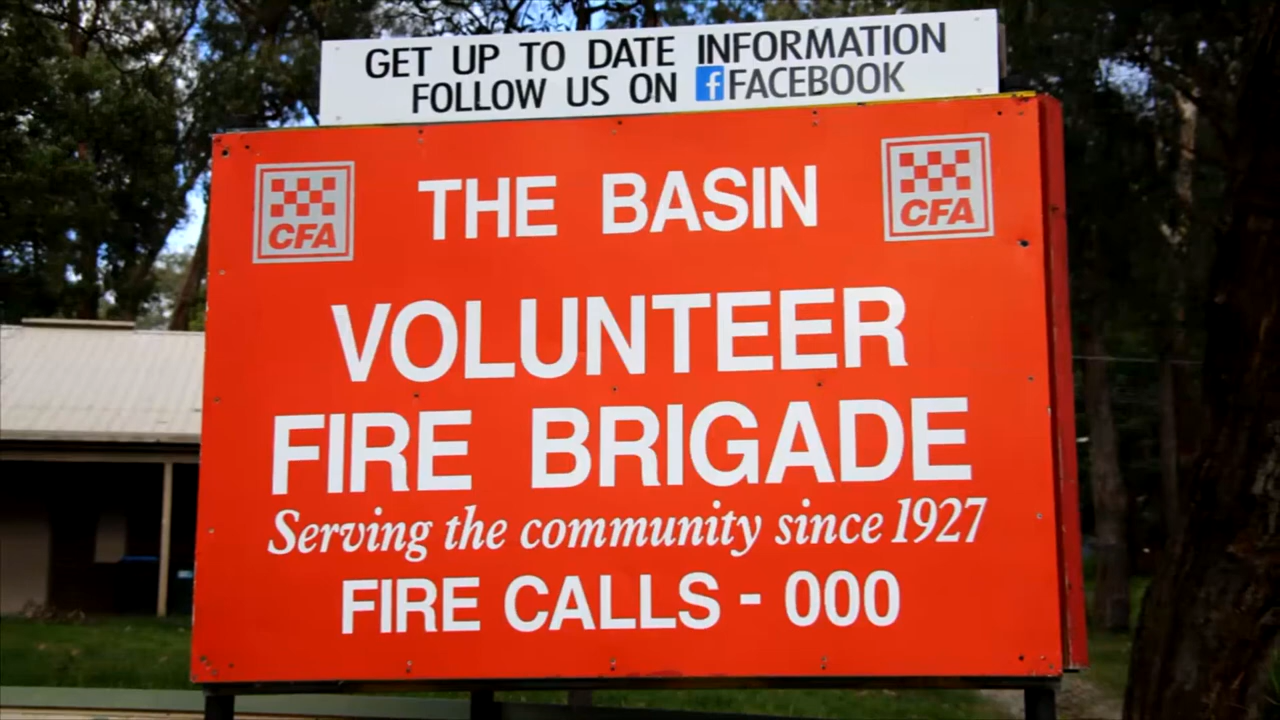 GET UP TO DATE INFORMATION
FOLLOW US ON f FACEBOOK
CFA
THE BASIN
CFA
VOLUNTEER
FIRE BRIGADE
Serving the community since 1927
FIRE CALLS - 000